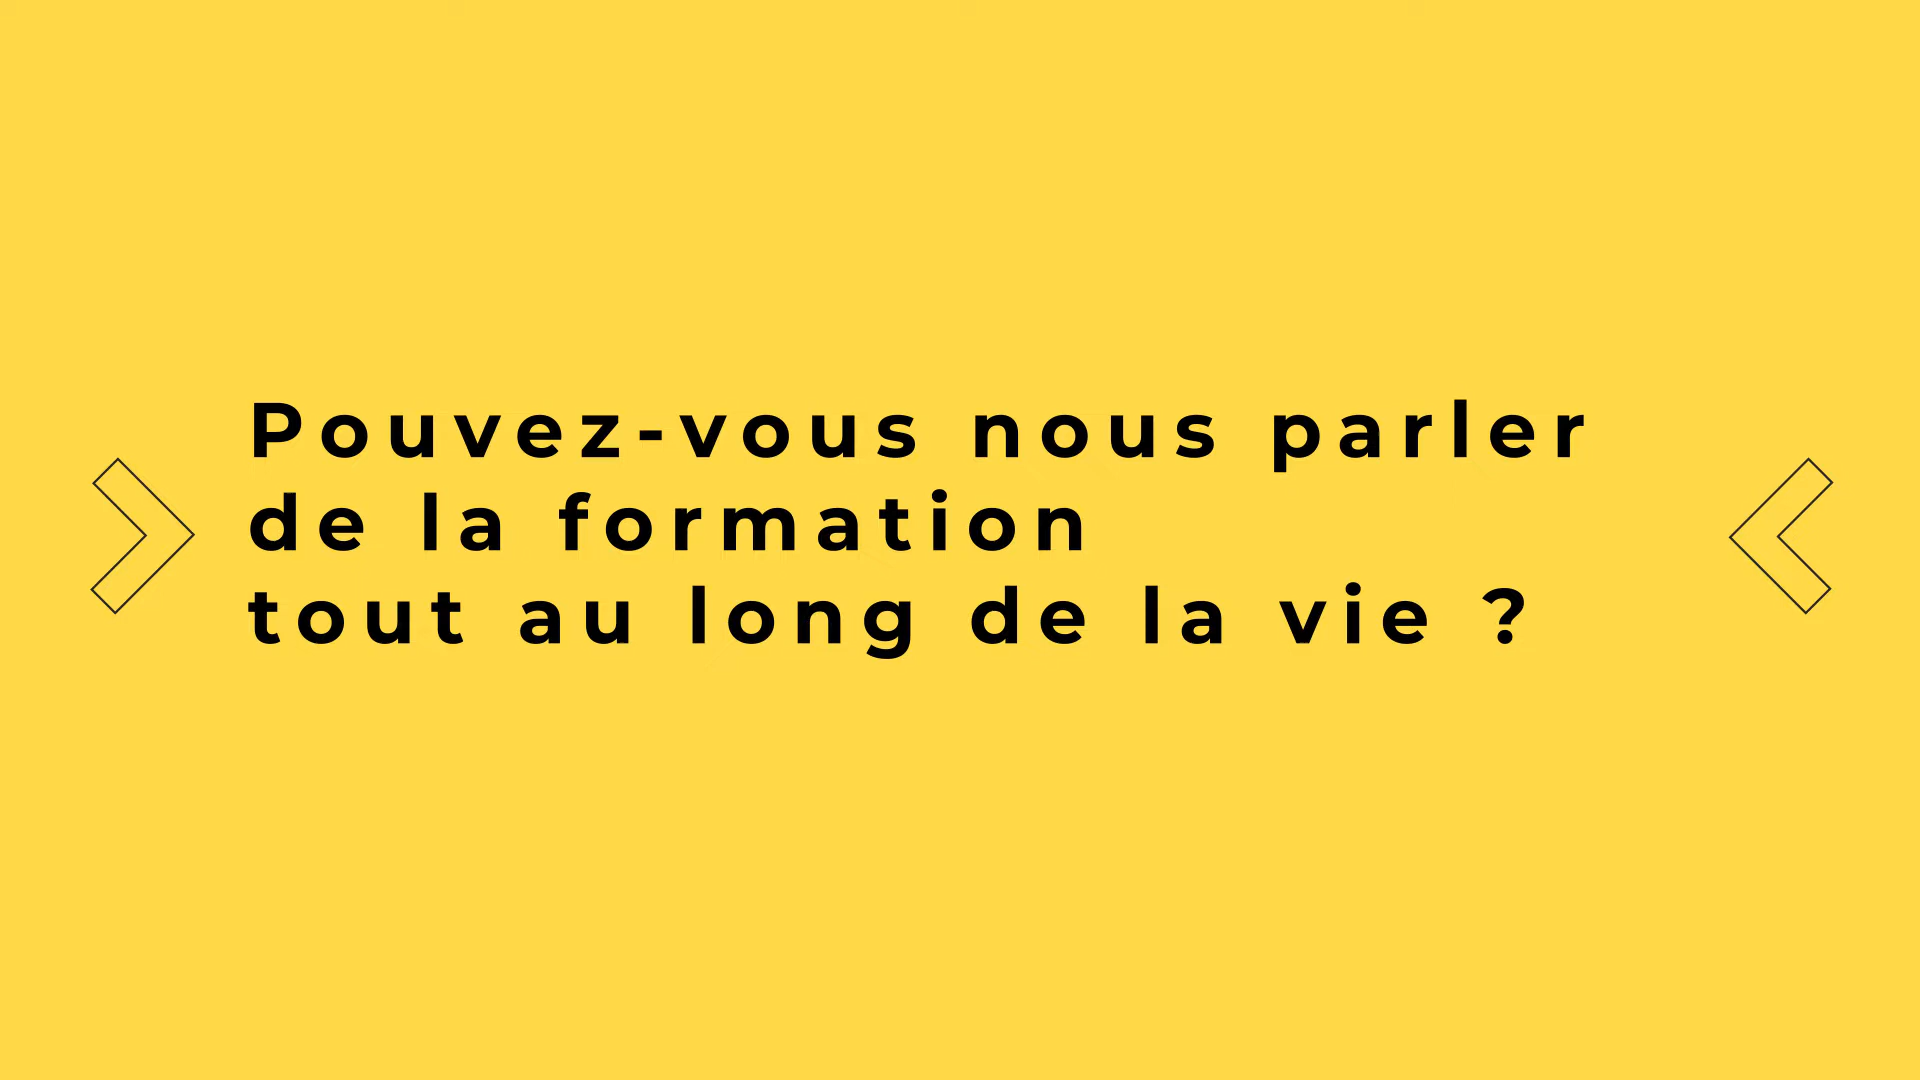 Pouvez-vous nous parler
de la formation
tout au long de la vie ?